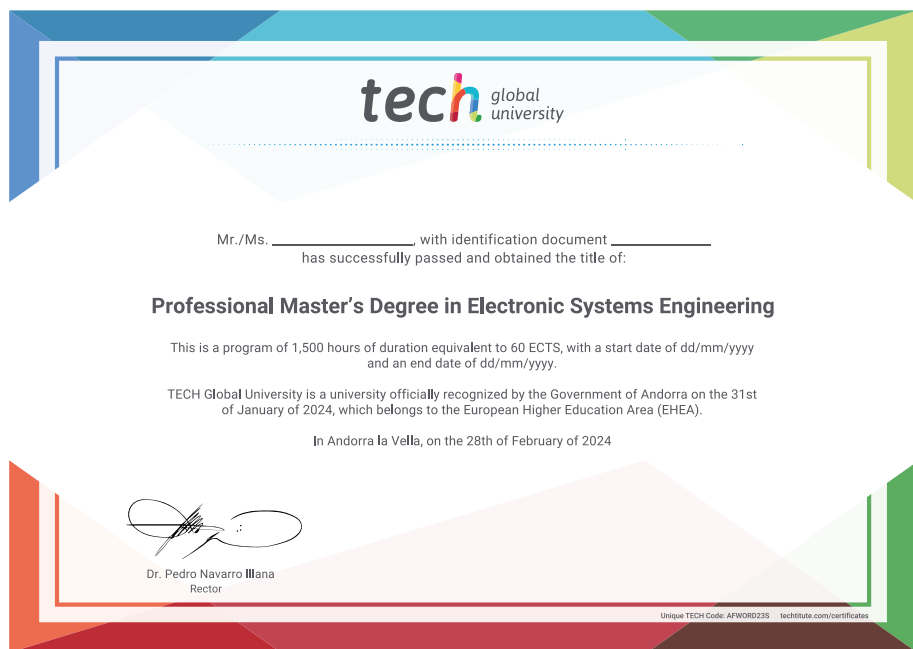 tech global university
Mr./Ms. ____________, with identification document ____________
has successfully passed and obtained the title of:
Professional Master's Degree in Electronic Systems Engineering
This is a program of 1,500 hours of duration equivalent to 60 ECTS, with a start date of dd/mm/yyyy
and an end date of dd/mm/yyyy.
TECH Global University is a university officially recognized by the Government of Andorra on the 31st
of January of 2024, which belongs to the European Higher Education Area (EHEA).
In Andorra la Vella, on the 28th of February of 2024
Dr. Pedro Navarro Illana
Rector
Unique TECH Code: AFWORD23S techtitute.com/certificates